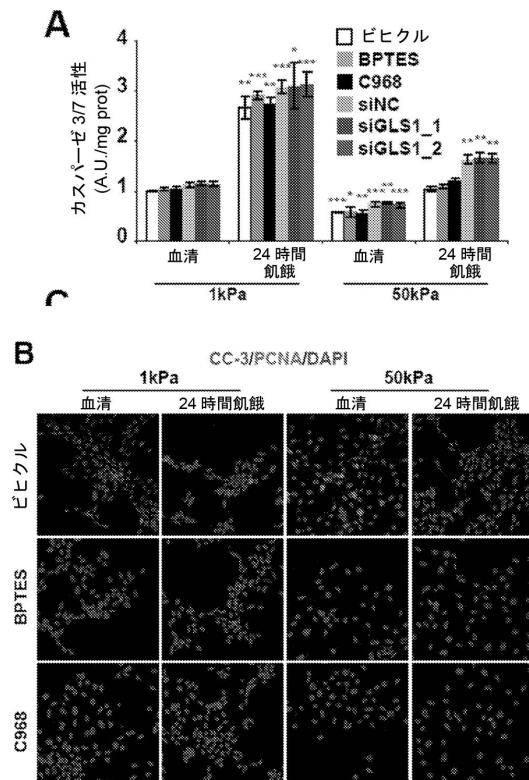 A
カスパーゼ 3/7 活性
(A.U./mg prot)
4
3
2
1
0
** *** ** *** * ***
*** * ** *** ** ***
** ** **
ビヒクル
BPTES
C968
siNC
siGLS1_1
siGLS1_2
血清
24 時間
飢餓
血清
24 時間
飢餓
1kPa
50kPa
C
B
CC-3/PCNA/DAPI
1kPa
50kPa
血清
24 時間飢餓
血清
24 時間飢餓
ビヒクル
BPTES
C968